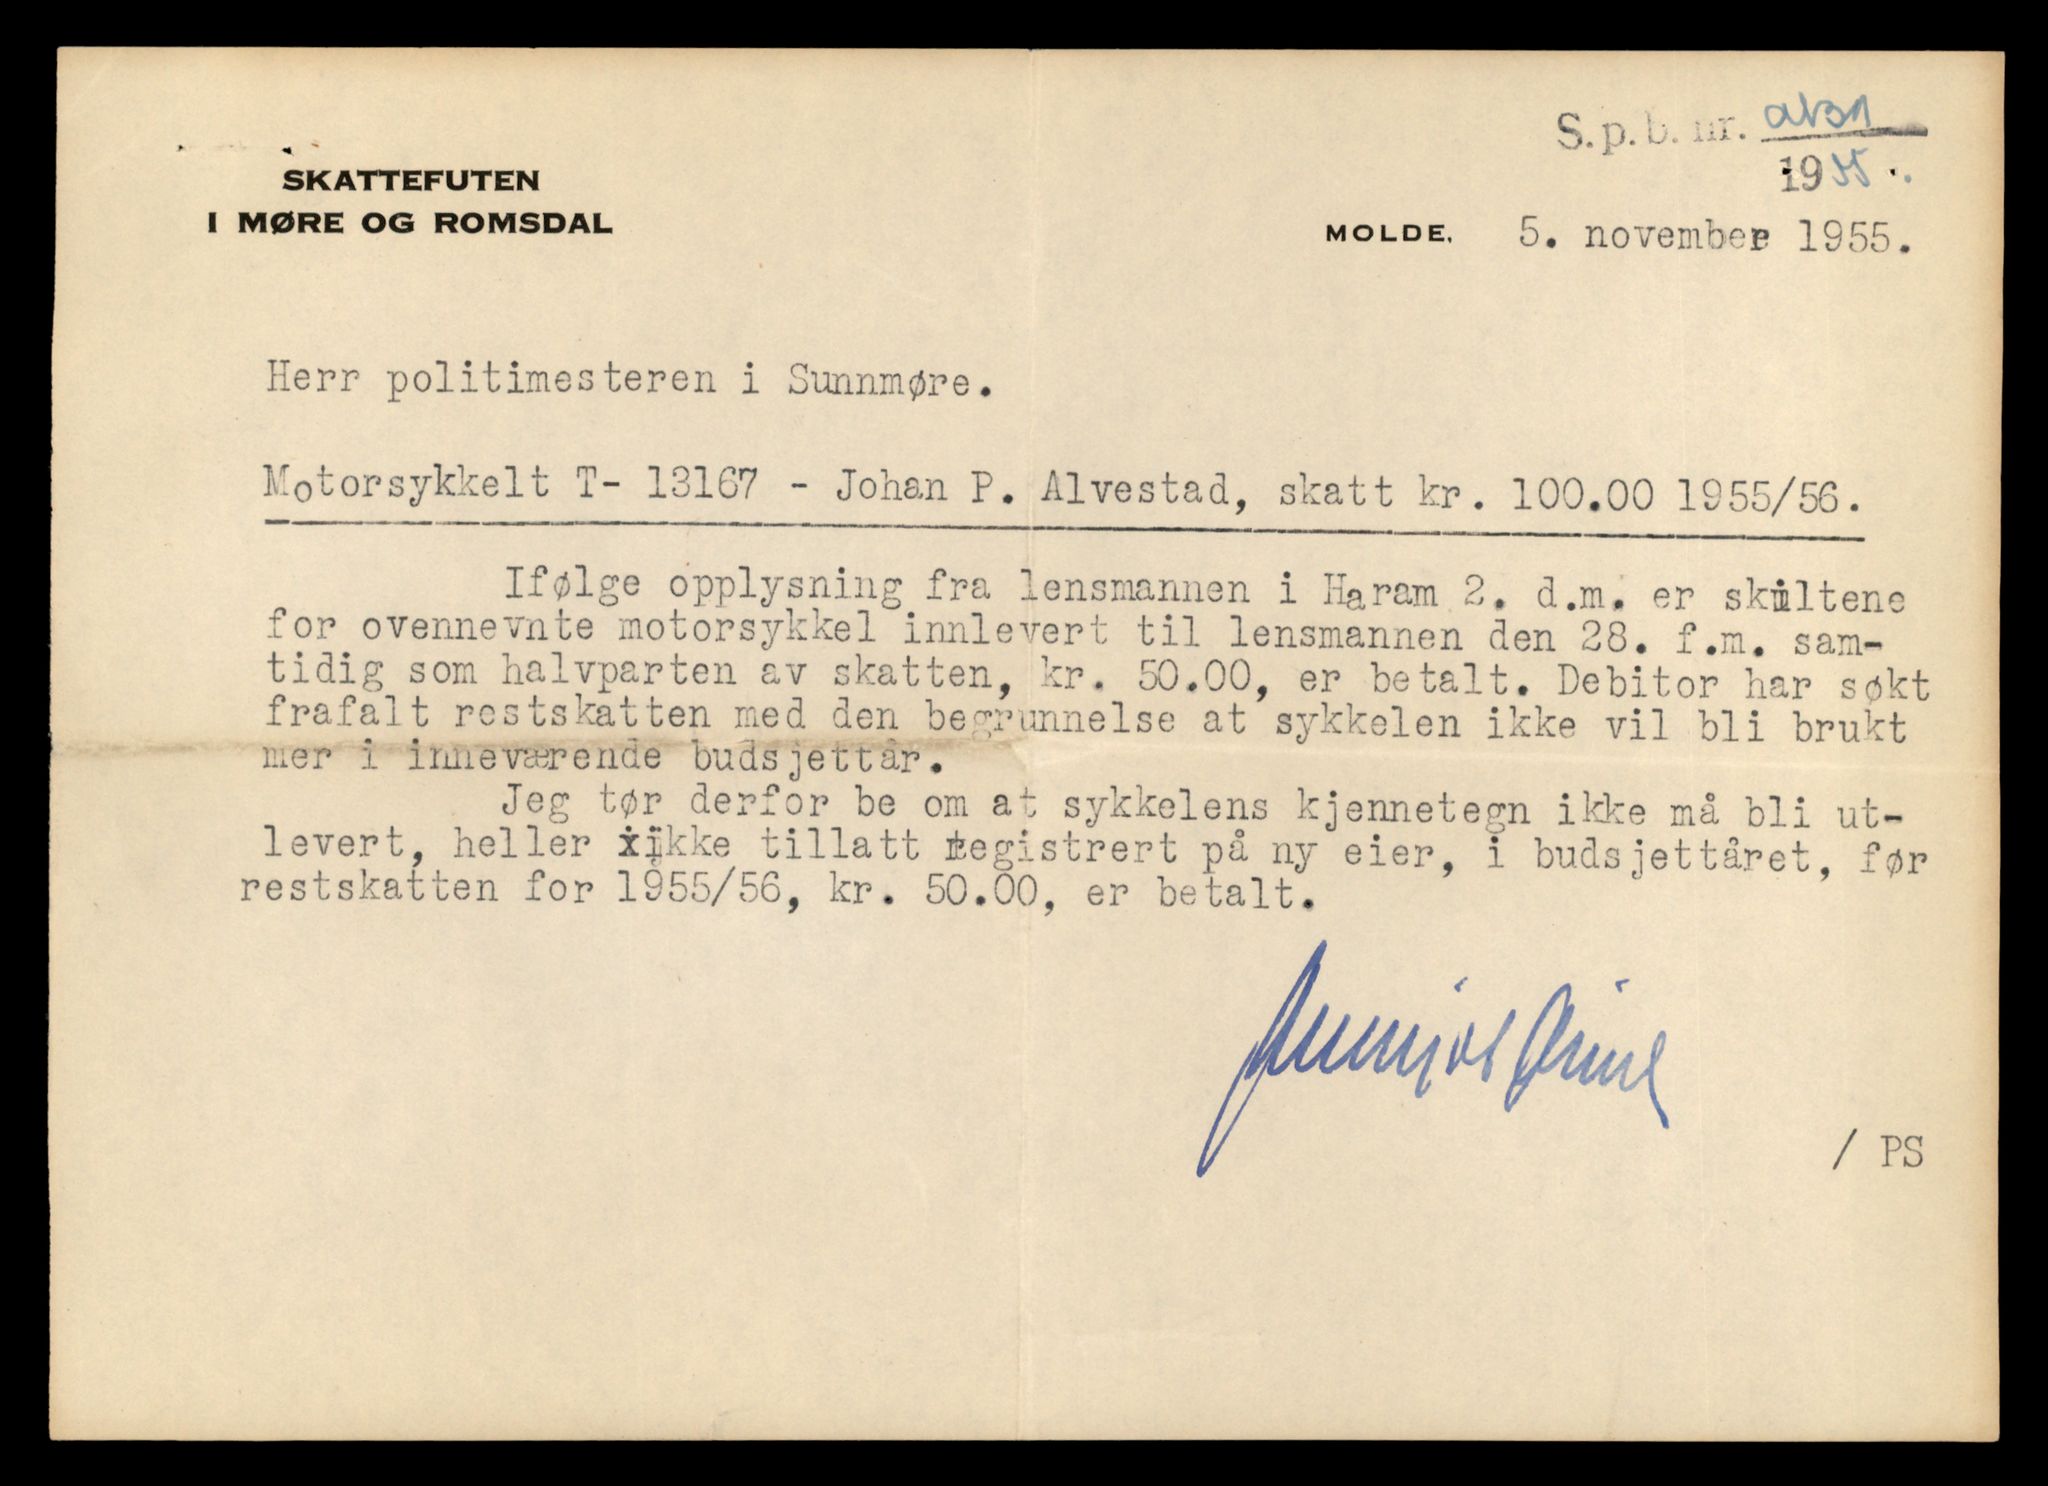 S.p.b. nr.
1955.
SKATTEFUTEN
I MØRE OG ROMSDAL
MOLDE, 5. november 1955.
Herr politimesteren i Sunnmøre.
Motorsykkelt T- 13167 - Johan P. Alvestad, skatt kr. 100.00 1955/56.
Ifølge opplysning fra lensmannen i Haram 2. d.m. er skiltene
for ovennevnte motorsykkel innlevert til lensmannen den 28. f.m. sam-
tidig som halvparten av skatten, kr. 50.00, er betalt. Debitor har søkt
frafalt restskatten med den begrunnelse at sykkelen ikke vil bli brukt
mer i inneværende budsjettår.
Jeg tør derfor be om at sykkelens kjennetegn ikke må bli ut-
levert, heller ikke tillatt registrert på ny eier, i budsjettåret, før
restskatten for 1955/56, kr. 50.00, er betalt.
/ PS